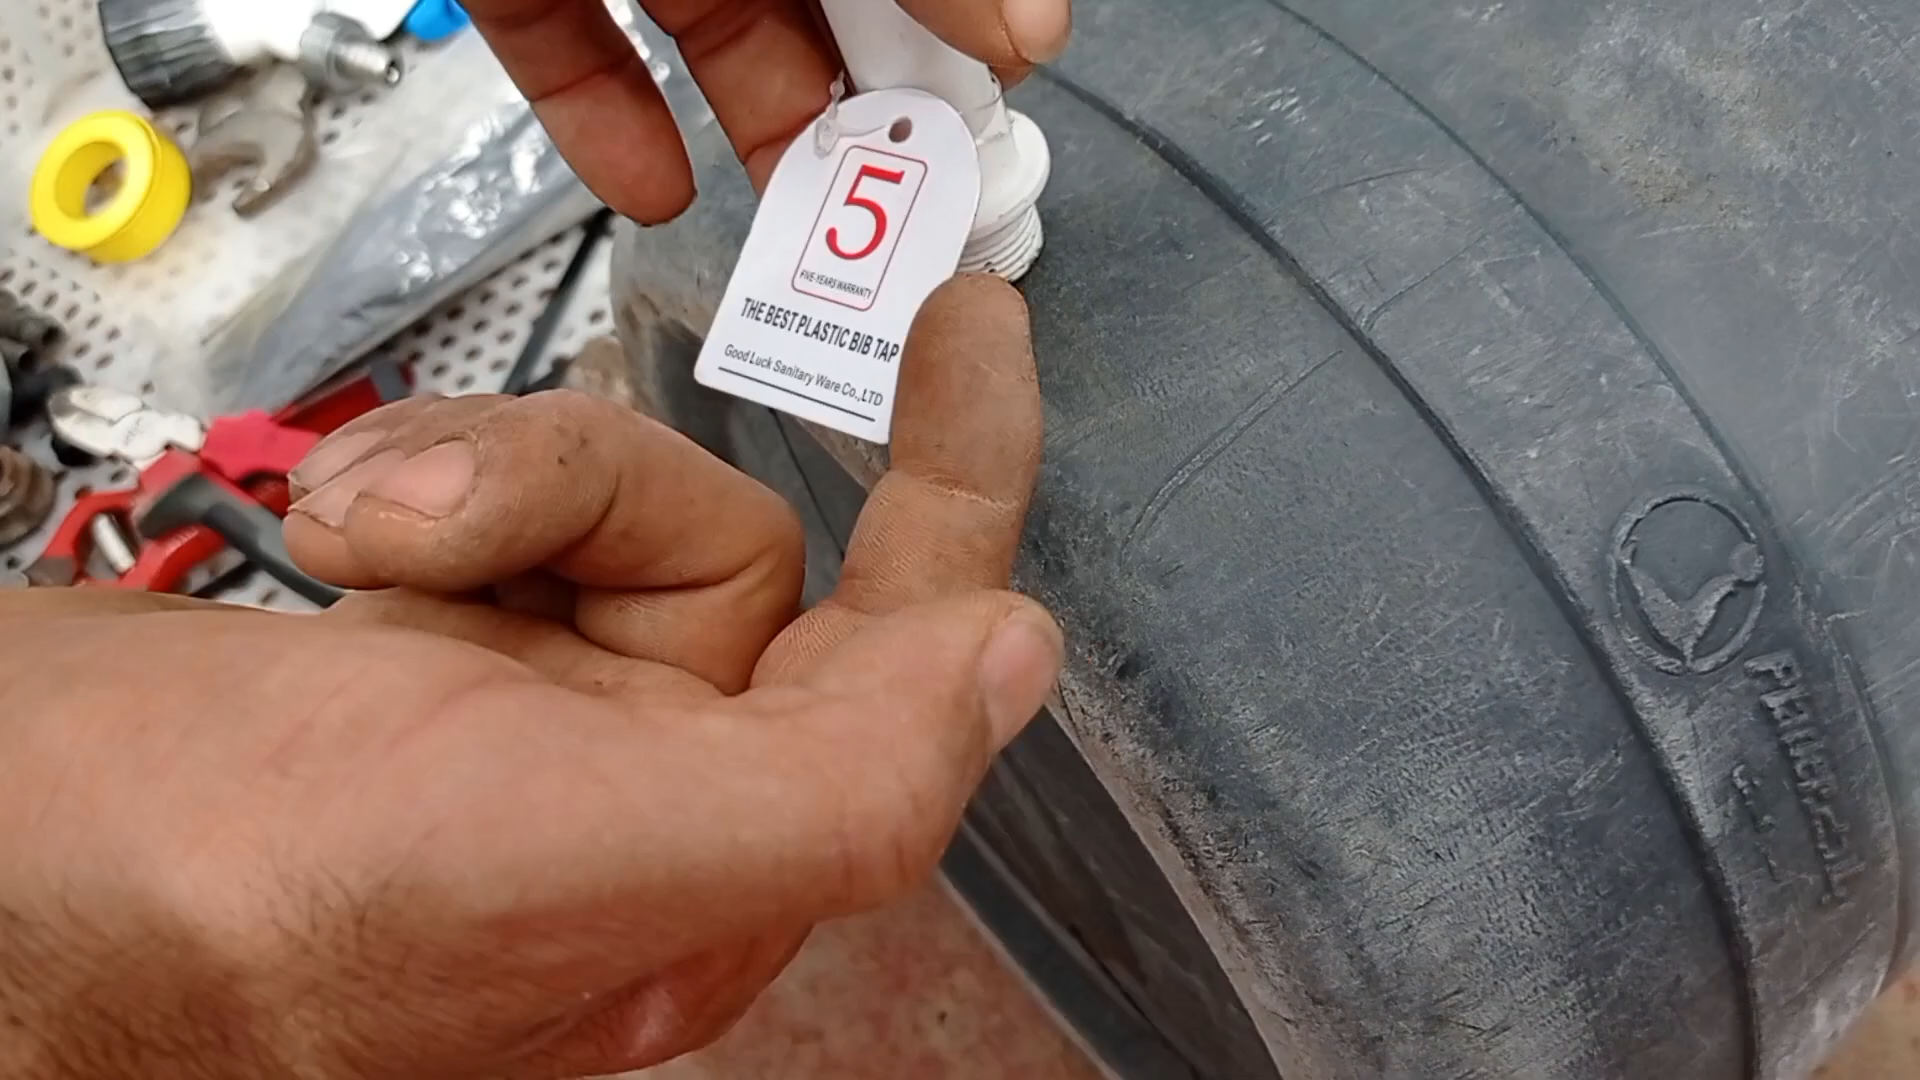 5
FIVE-YEARS WARRANTY
THE BEST PLASTIC BIB TAP
Good Luck Sanitary Ware Co.,LTD